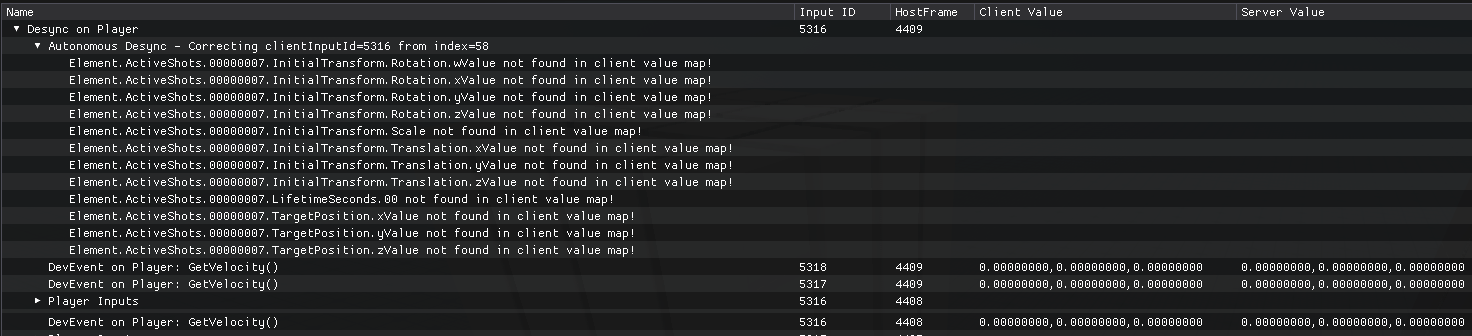 Name Input ID HostFrame Client Value Server Value
▼ Desync on Player 5316 4409
▼ Autonomous Desync - Correcting clientInputId=5316 from index=58
Element.ActiveShots.00000007.InitialTransform.Rotation.wValue not found in client value map!
Element.ActiveShots.00000007.InitialTransform.Rotation.xValue not found in client value map!
Element.ActiveShots.00000007.InitialTransform.Rotation.yValue not found in client value map!
Element.ActiveShots.00000007.InitialTransform.Rotation.zValue not found in client value map!
Element.ActiveShots.00000007.InitialTransform.Scale not found in client value map!
Element.ActiveShots.00000007.InitialTransform.Translation.xValue not found in client value map!
Element.ActiveShots.00000007.InitialTransform.Translation.yValue not found in client value map!
Element.ActiveShots.00000007.InitialTransform.Translation.zValue not found in client value map!
Element.ActiveShots.00000007.LifetimeSeconds.00 not found in client value map!
Element.ActiveShots.00000007.TargetPosition.xValue not found in client value map!
Element.ActiveShots.00000007.TargetPosition.yValue not found in client value map!
Element.ActiveShots.00000007.TargetPosition.zValue not found in client value map!
DevEvent on Player: GetVelocity() 5318 4409 0.00000000,0.00000000,0.00000000 0.00000000,0.00000000,0.00000000
DevEvent on Player: GetVelocity() 5317 4409 0.00000000,0.00000000,0.00000000 0.00000000,0.00000000,0.00000000
► Player Inputs 5316 4408
DevEvent on Player: GetVelocity() 5316 4408 0.00000000,0.00000000,0.00000000 0.00000000,0.00000000,0.00000000